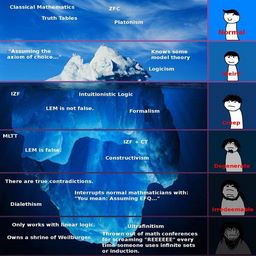 Classical Mathematics
ZFC
Truth Tables
Platonism
Normal
"Assuming the
axiom of choice..."
Knows some
model theory
Logicism
Weird
IZF
Intuitionistic Logic
LEM is not false.
Formalism
Creep
MLTT
IZF + CT
LEM is false.
Constructivism
Degenerate
There are true contradictions.
Interrupts normal mathmaticians with:
"You mean: Assuming EFQ..."
Dialethism
Irredeemable
Only works with linear logic.
Ultrafinitism
Owns a shrine of Weilburger.
Thrown out of math conferences
for screaming "REEEEEE" every
time someone uses infinite sets
or induction.